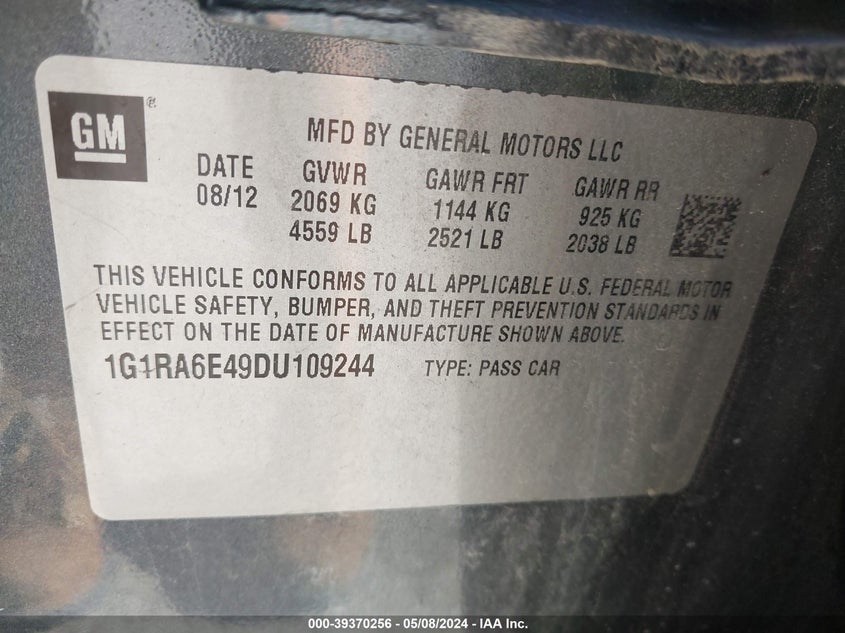 GM ®
MFD BY GENERAL MOTORS LLC
DATE GVWR GAWR FRT GAWR RR
08/12 2069 KG 1144 KG 925 KG
4559 LB 2521 LB 2038 LB
THIS VEHICLE CONFORMS TO ALL APPLICABLE U.S. FEDERAL MOTOR
VEHICLE SAFETY, BUMPER, AND THEFT PREVENTION STANDARDS IN
EFFECT ON THE DATE OF MANUFACTURE SHOWN ABOVE.
1G1RA6E49DU109244 TYPE: PASS CAR
000-39370256 - 05/08/2024 - IAA Inc.